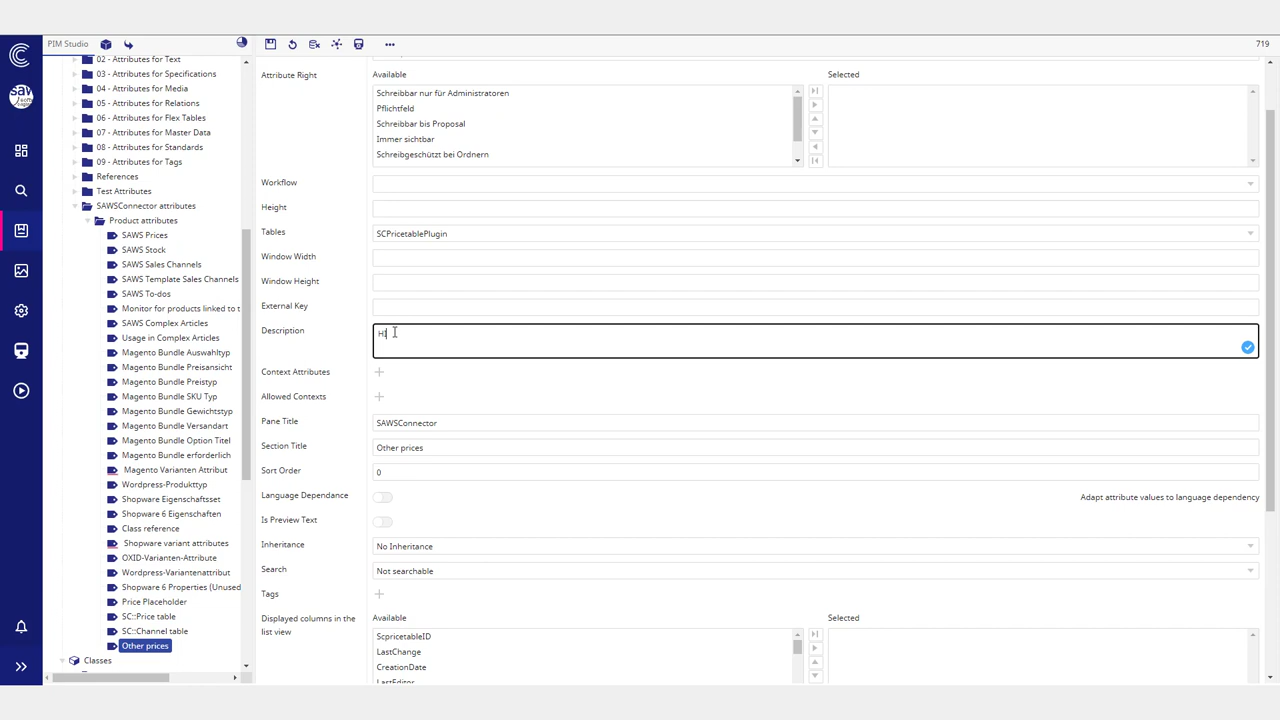 PIM Studio
719
02 - Attributes for Text
03 - Attributes for Specifications
04 - Attributes for Media
05 - Attributes for Relations
06 - Attributes for Flex Tables
07 - Attributes for Master Data
08 - Attributes for Standards
09 - Attributes for Tags
References
Test Attributes
SAWSConnector attributes
Product attributes
SAWS Prices
SAWS Stock
SAWS Sales Channels
SAWS Template Sales Channels
SAWS To-dos
Monitor for products linked to t
SAWS Complex Articles
Usage in Complex Articles
Magento Bundle Auswahltyp
Magento Bundle Preisansicht
Magento Bundle Preistyp
Magento Bundle SKU Typ
Magento Bundle Gewichtstyp
Magento Bundle Versandart
Magento Bundle Option Titel
Magento Bundle erforderlich
Magento Varianten Attribut
Wordpress-Produkttyp
Shopware Eigenschaftsset
Shopware 6 Eigenschaften
Class reference
Shopware variant attributes
OXID-Varianten-Attribute
Wordpress-Variantenattribut
Shopware 6 Properties (Unused
Price Placeholder
SC::Price table
SC::Channel table
Other prices
Classes
Attribute Right
Available
Selected
Schreibbar nur für Administratoren
Pflichtfeld
Schreibbar bis Proposal
Immer sichtbar
Schreibgeschützt bei Ordnern
Workflow
Height
Tables
SCPricetablePlugin
Window Width
Window Height
External Key
Description
Context Attributes
Allowed Contexts
Pane Title
SAWSConnector
Section Title
Other prices
Sort Order
0
Language Dependance
Adapt attribute values to language dependency
Is Preview Text
Inheritance
No Inheritance
Search
Not searchable
Tags
Displayed columns in the
list view
Available
Selected
ScpricetableID
LastChange
CreationDate
LastEditor